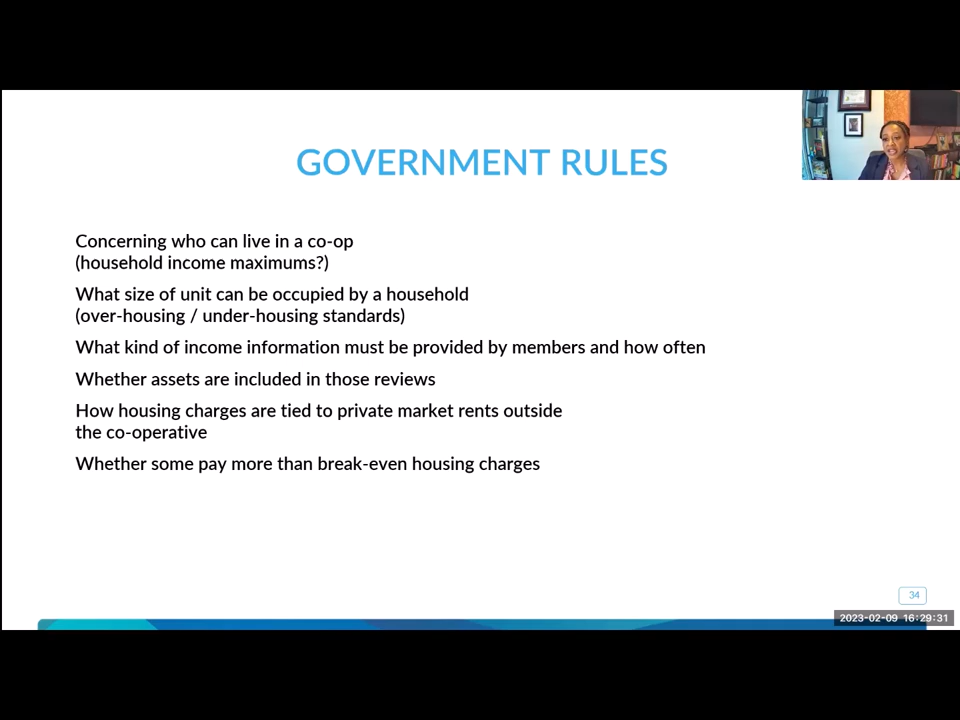 GOVERNMENT RULES
Concerning who can live in a co-op
(household income maximums?)
What size of unit can be occupied by a household
(over-housing / under-housing standards)
What kind of income information must be provided by members and how often
Whether assets are included in those reviews
How housing charges are tied to private market rents outside
the co-operative
Whether some pay more than break-even housing charges
34
2023-02-09 16:29:31